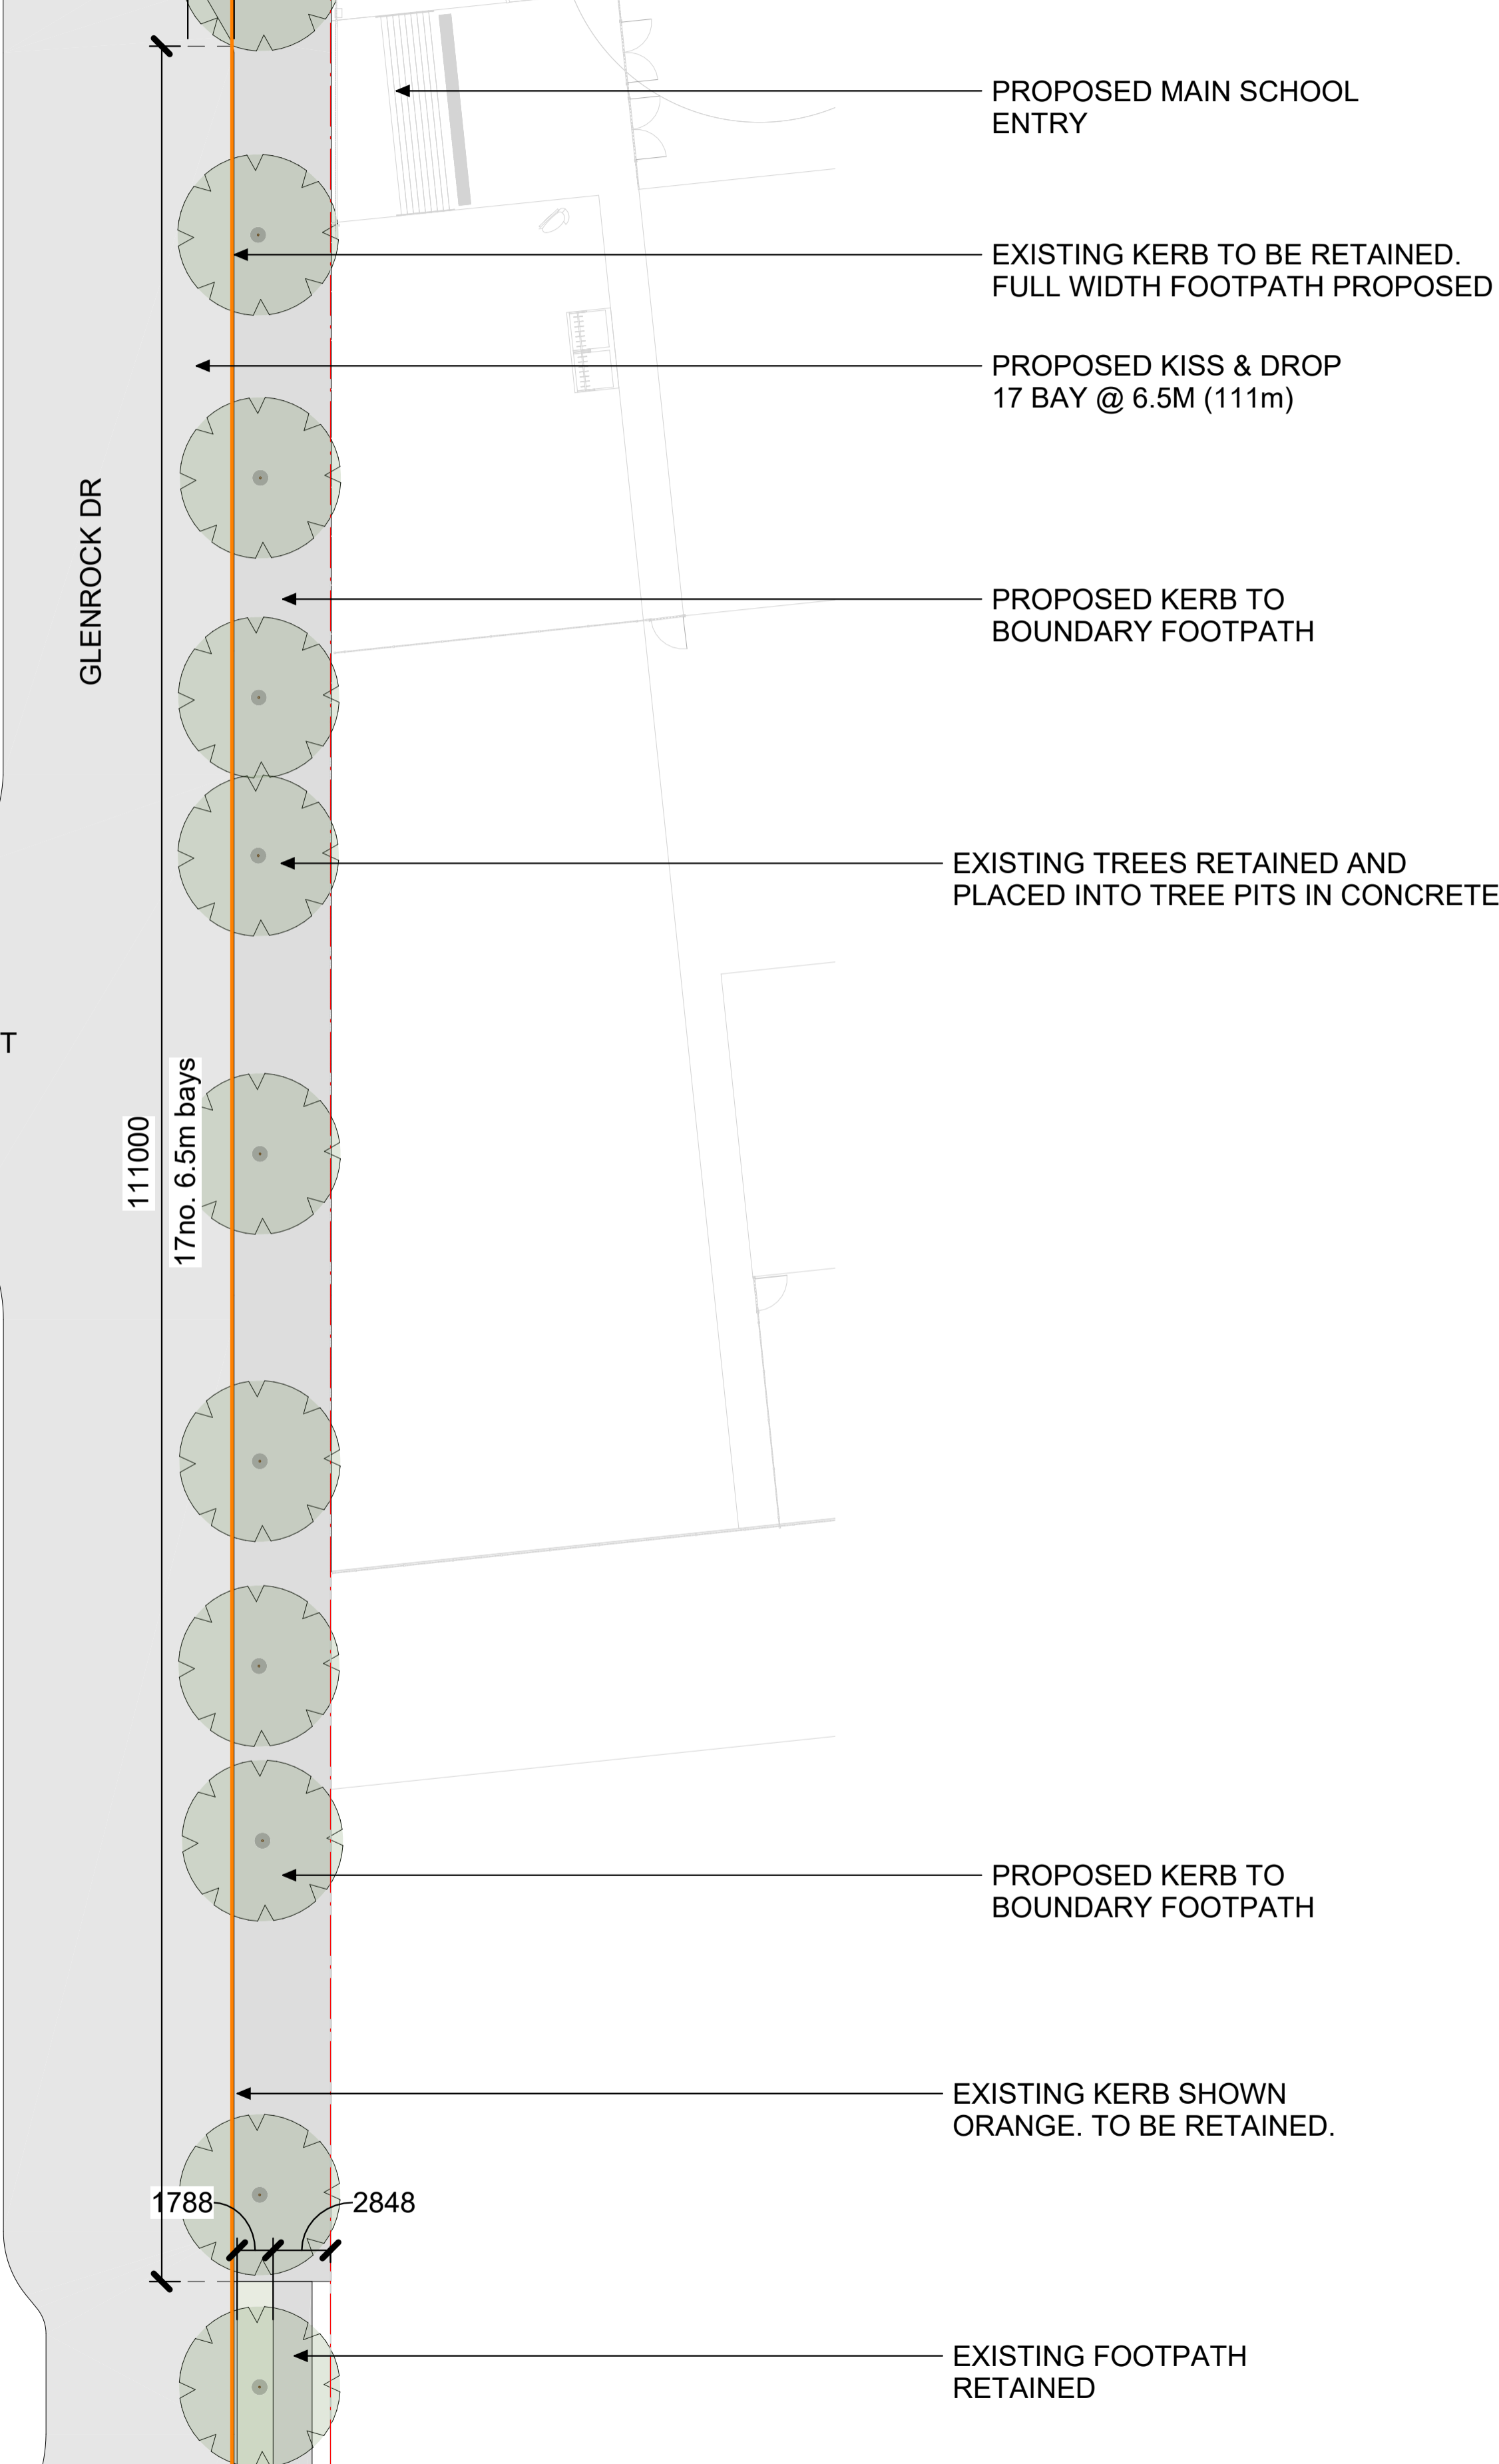 PROPOSED MAIN SCHOOL
ENTRY
EXISTING KERB TO BE RETAINED.
FULL WIDTH FOOTPATH PROPOSED
PROPOSED KISS & DROP
17 BAY @ 6.5M (111m)
GLENROCK DR
PROPOSED KERB TO
BOUNDARY FOOTPATH
EXISTING TREES RETAINED AND
PLACED INTO TREE PITS IN CONCRETE
T
111000
17no. 6.5m bays
PROPOSED KERB TO
BOUNDARY FOOTPATH
EXISTING KERB SHOWN
ORANGE. TO BE RETAINED.
1788
2848
EXISTING FOOTPATH
RETAINED